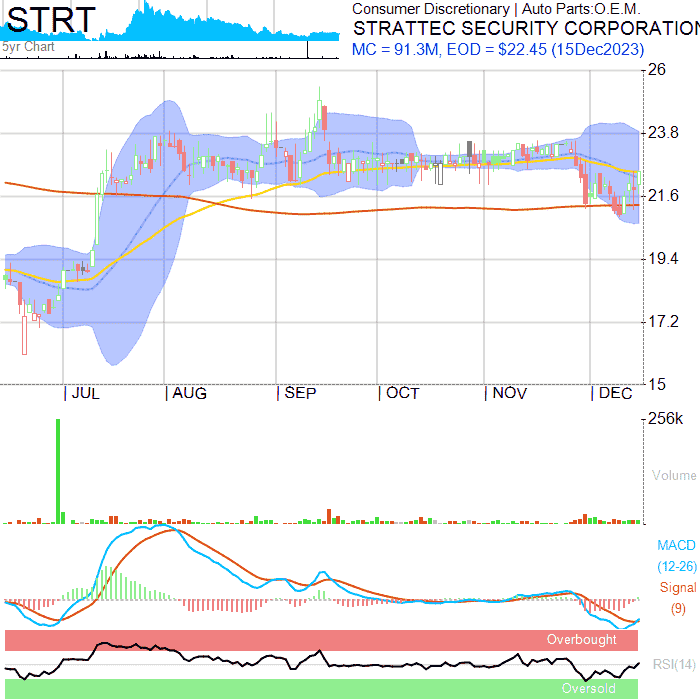 STRT
5yr Chart
Consumer Discretionary | Auto Parts:O.E.M.
STRATTEC SECURITY CORPORATION
MC = 91.3M, EOD = $22.45 (15Dec2023)
26
23.8
21.6
19.4
17.2
15
JUL AUG SEP OCT NOV DEC
256k
Volume
MACD
(12-26)
Signal
(9)
Overbought
RSI(14)
Oversold